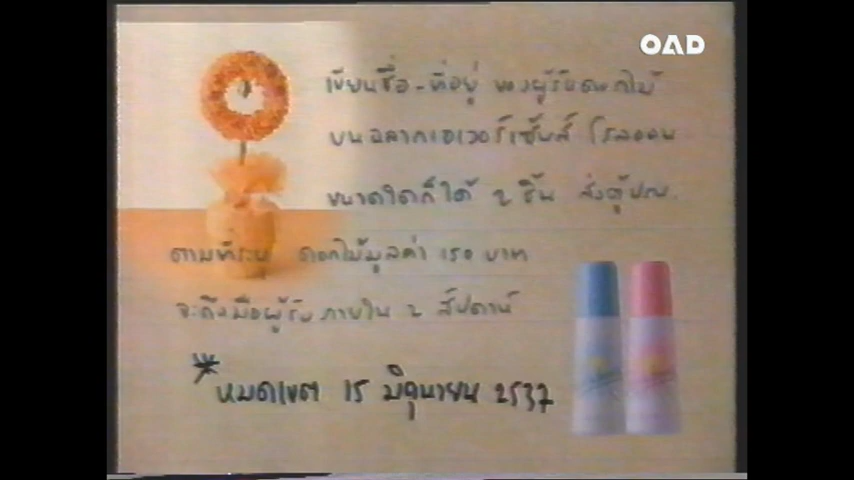 OAD
เขียนชื่อ-ที่อยู่ ของผู้รับดอกไม้
บนฉลากเอเวอร์เซ้นส์ โรลออน
ขนาดใดก็ได้ 2 ชิ้น ส่งตู้ปณ.
ตามที่ระบุ ดอกไม้มูลค่า 150 บาท
จะถึงมือผู้รับภายใน 2 สัปดาห์
*หมดเขต 15 มิถุนายน 2537